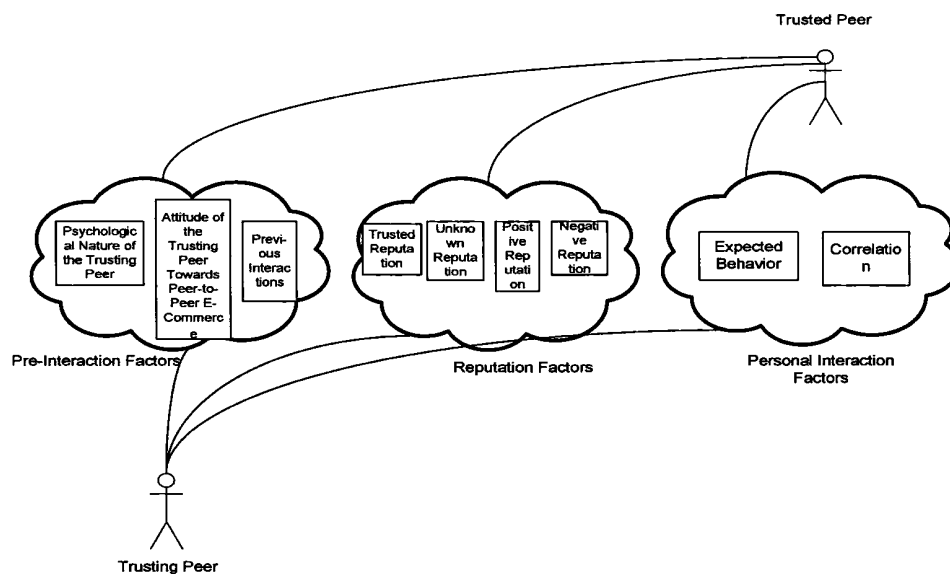 Trusted Peer
Psychologic
al Nature of
the Trusting
Peer
Attitude of
the
Trusting
Peer
Towards
Peer-to-
Peer E-
Commerc
e
Previ-
ous
Interac
tions
Pre-Interaction Factors
Trusted
Reputa
tion
Unkno
wn
Reputa
tion
Posit
ive
Rep
utati
on
Negati
ve
Reputa
tion
Reputation Factors
Expected
Behavior
Correlatio
n
Personal Interaction
Factors
Trusting Peer